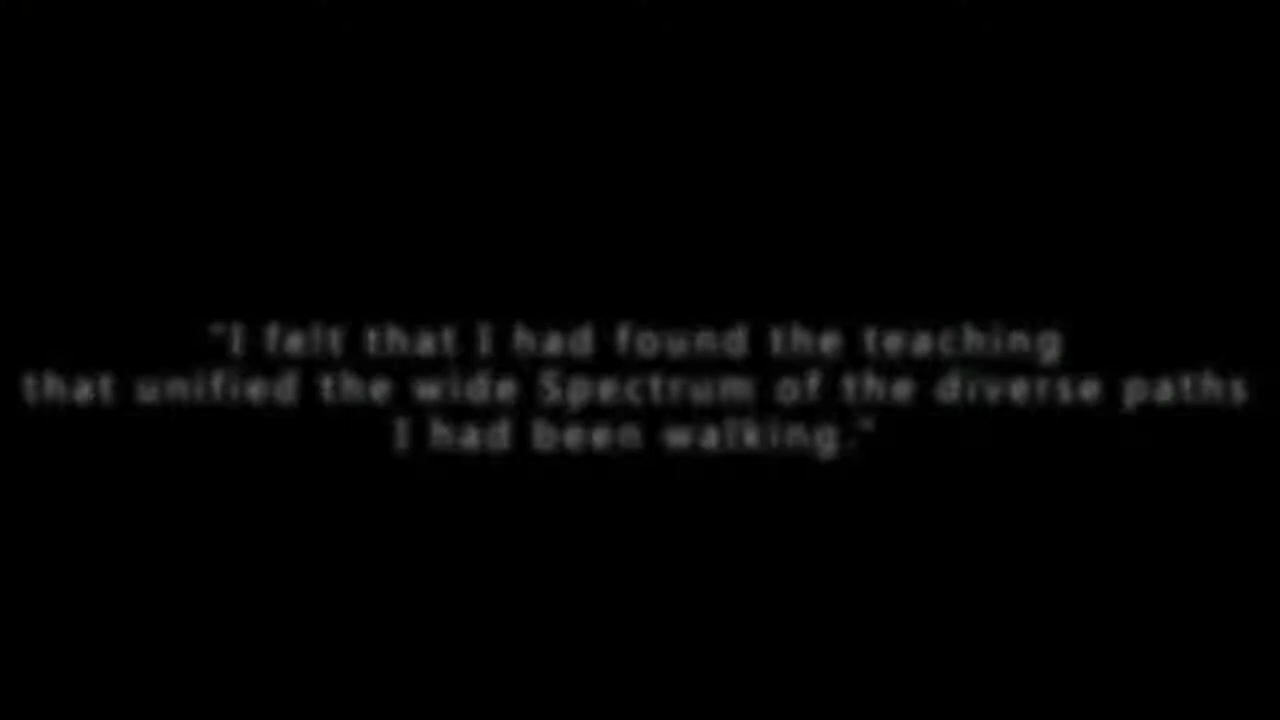 "I felt that I had found the teaching
that unified the wide Spectrum of the diverse paths
I had been walking."